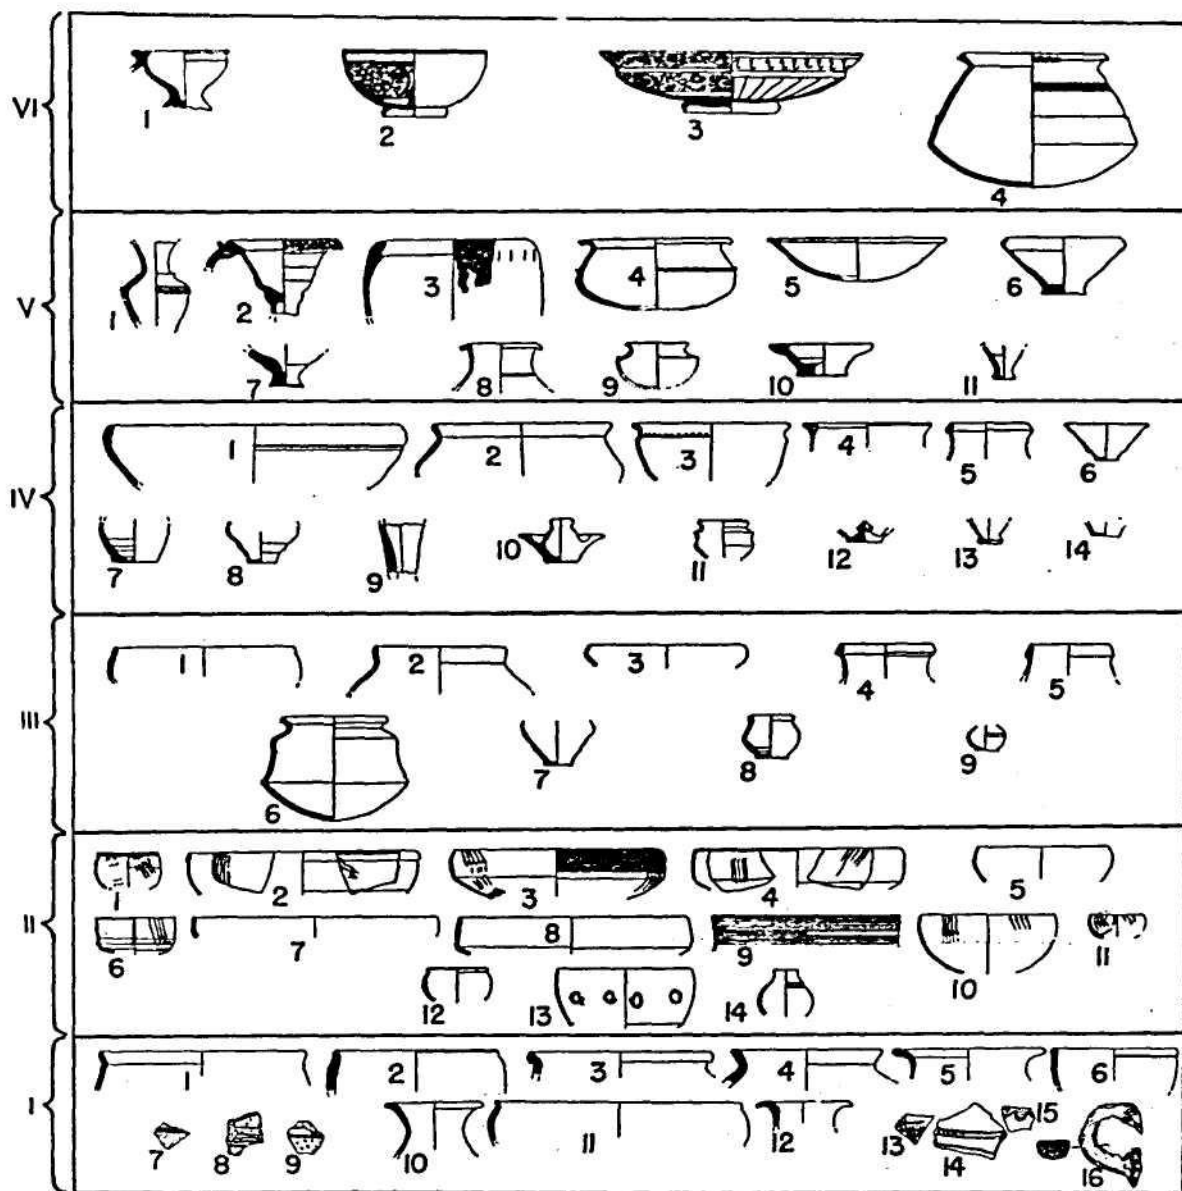 VI
1 2 3 4
V
1 2 3 4 5 6
7 8 9 10 11
IV
1 2 3 4 5 6
7 8 9 10 11 12 13 14
III
1 2 3 4 5
6 7 8 9
II
1 2 3 4 5
6 7 8 9 10 11
12 13 14
I
1 2 3 4 5 6
7 8 9 10 11 12 13 14 15 16